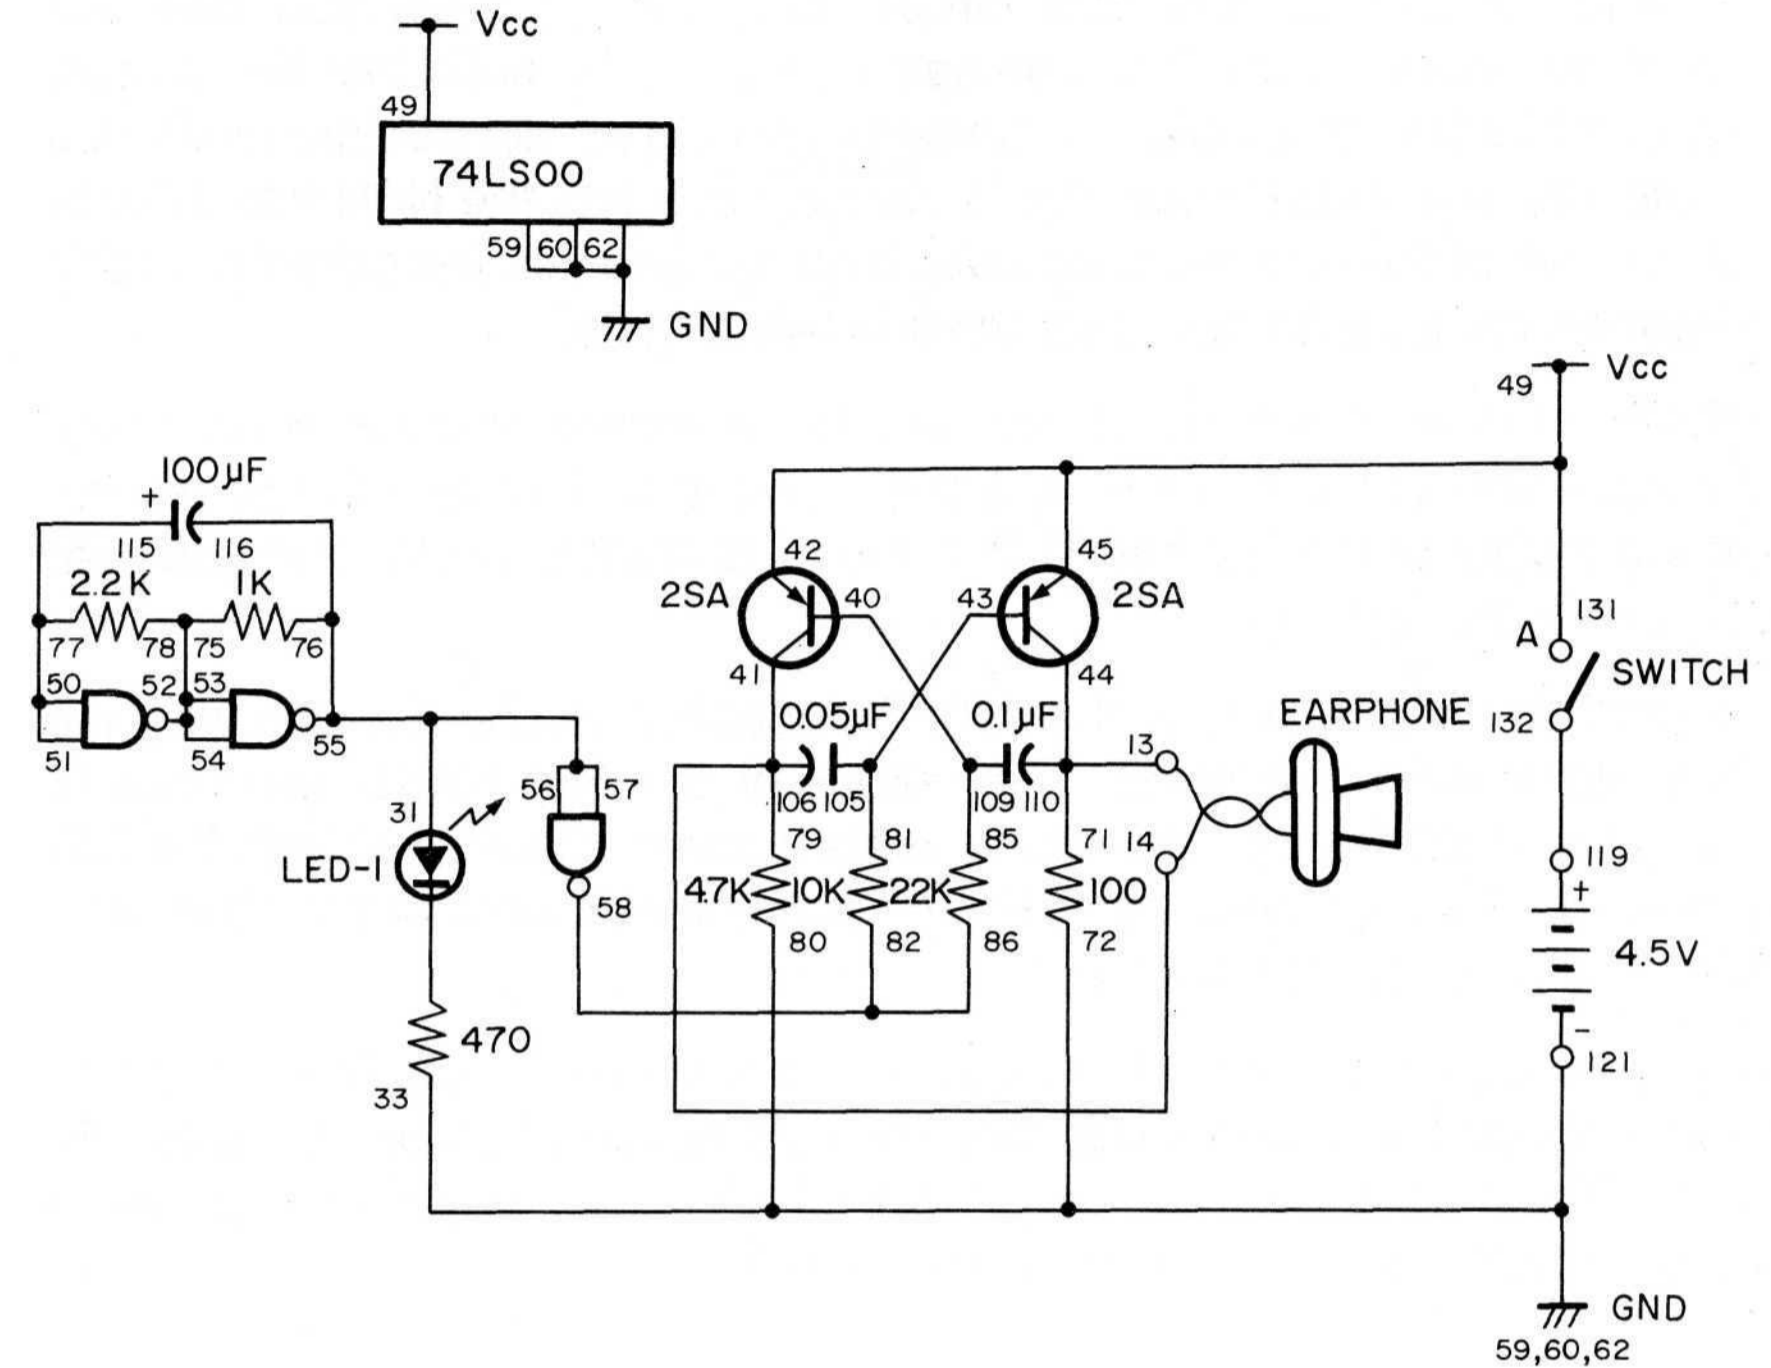 Vcc
49
74LS00
59 60 62
GND
Vcc
49
100µF
+
115 116
2.2K 1K
77 78 75 76
50 52 53
51 54 55
42 45
2SA 40 43 2SA
41 44
0.05µF 0.1µF
106 105 109 110
13
14
EARPHONE
131
A
SWITCH
132
119
+
4.5V
-
121
31
LED-1
56 57
58
79 81 85 71
4.7K 10K 22K 100
80 82 86 72
470
33
GND
59,60,62